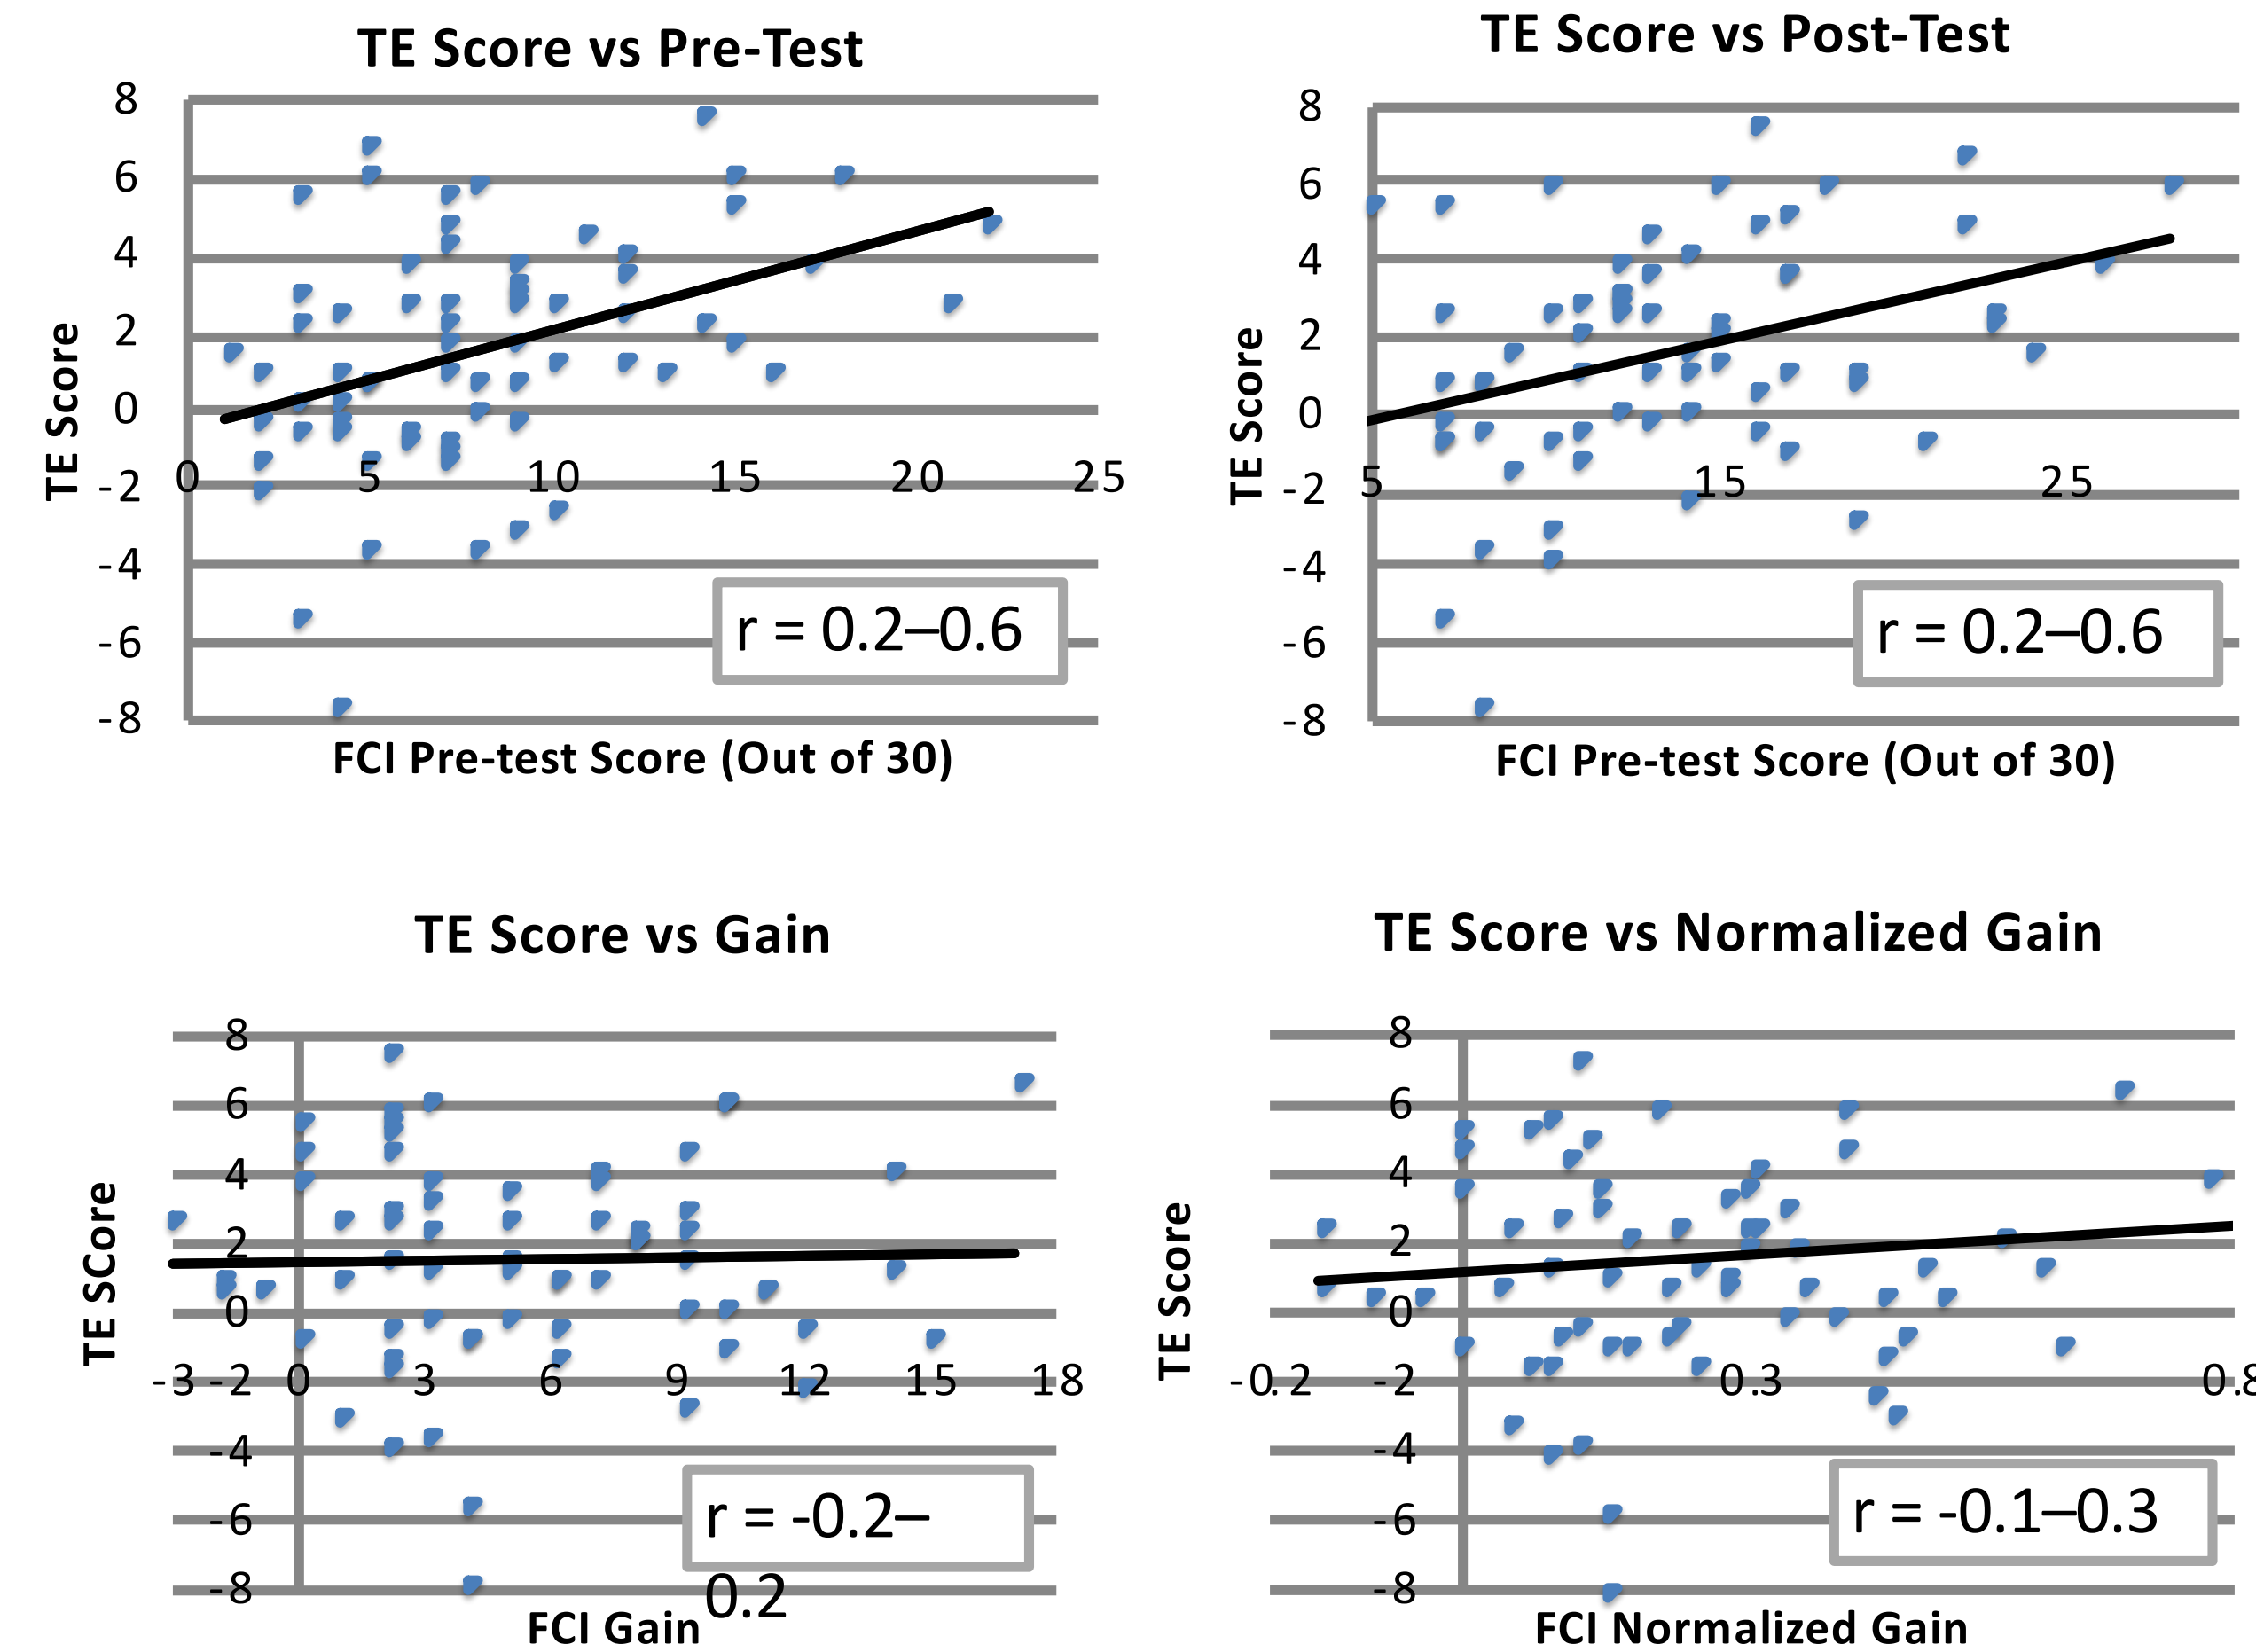 TE Score vs Pre-Test
8
6
4
2
0
-2
-4
-6
-8
0 5 10 15 20 25
TE Score
r = 0.2–0.6
FCI Pre-test Score (Out of 30)
TE Score vs Post-Test
8
6
4
2
0
-2
-4
-6
-8
5 15 25
TE Score
r = 0.2–0.6
FCI Pre-test Score (Out of 30)
TE Score vs Gain
8
6
4
2
0
-2
-4
-6
-8
-3 0 3 6 9 12 15 18
TE SCore
r = -0.2–
0.2
FCI Gain
TE Score vs Normalized Gain
8
6
4
2
0
-2
-4
-6
-8
-0.2 0.3 0.8
TE Score
r = -0.1–0.3
FCI Normalized Gain